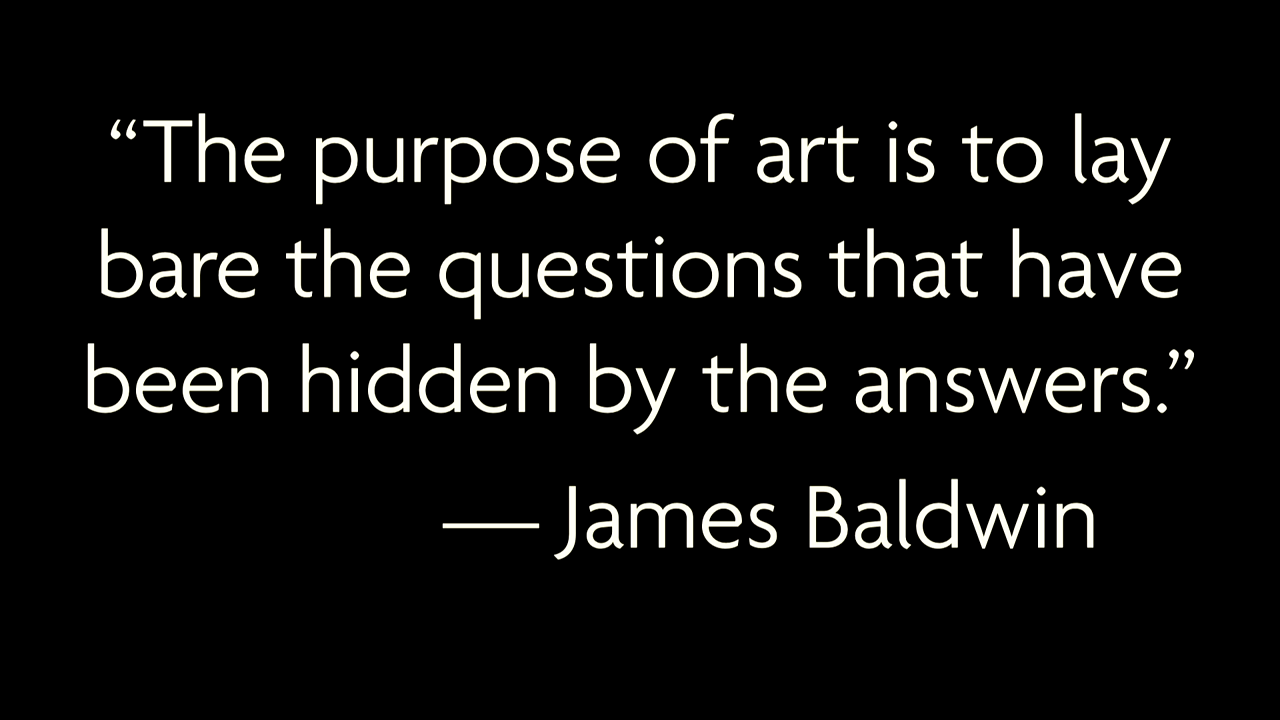 “The purpose of art is to lay
bare the questions that have
been hidden by the answers.”
— James Baldwin